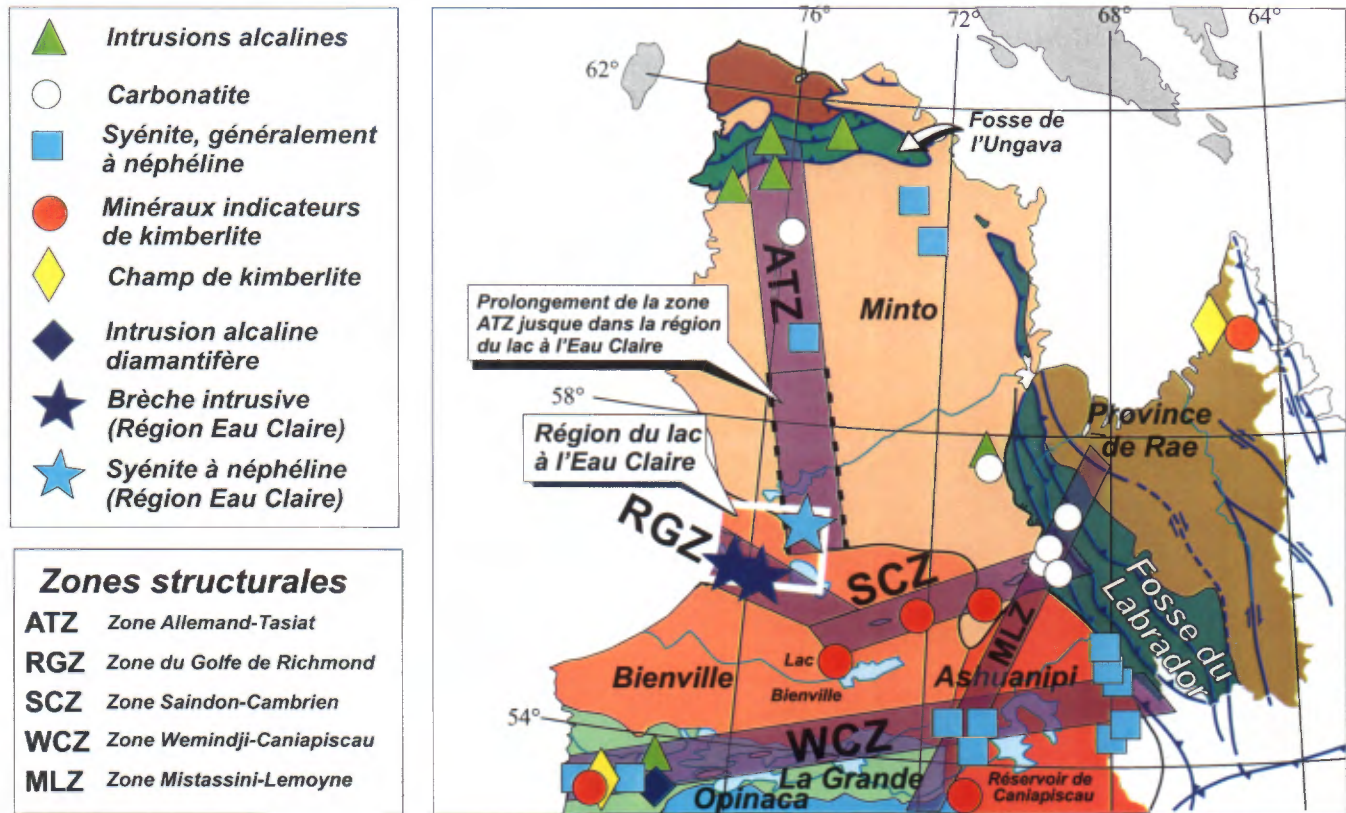 Intrusions alcalines
Carbonatite
Syénite, généralement
à néphéline
Minéraux indicateurs
de kimberlite
Champ de kimberlite
Intrusion alcaline
diamantifère
Brèche intrusive
(Région Eau Claire)
Syénite à néphéline
(Région Eau Claire)
Zones structurales
ATZ Zone Allemand-Tasiat
RGZ Zone du Golfe de Richmond
SCZ Zone Saindon-Cambrien
WCZ Zone Wemindji-Caniapiscau
MLZ Zone Mistassini-Lemoyne
76°
72°
68°
64°
62°
Fosse de
l'Ungava
ATZ
Prolongement de la zone
ATZ jusque dans la région
du lac à l'Eau Claire
Minto
58°
Région du lac
à l'Eau Claire
Province
de Rae
RGZ
SCZ
MLZ
Fosse du
Labrador
Bienville
Lac
Bienville
Ashuanipi
54°
WCZ
La Grande
Opinaca
Réservoir de
Caniapiscau